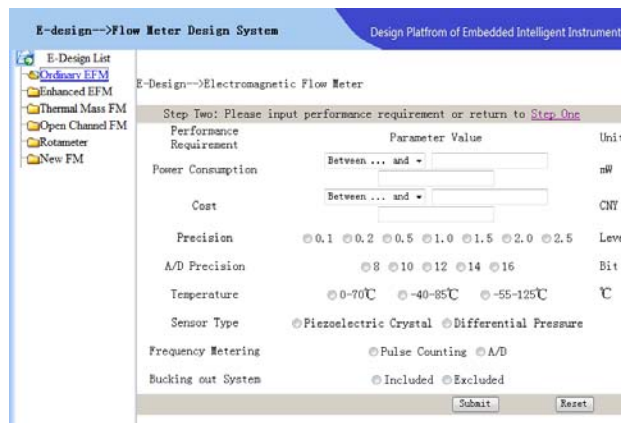 E-design-->Flow Meter Design System
Design Platfrom of Embedded Intelligent Instrument
E-Design List
Ordinary EFM
Enhanced EFM
Thermal Mass FM
Open Channel FM
Rotameter
New FM
E-Design-->Electromagnetic Flow Meter
Step Two: Please input performance requirement or return to Step One
Performance Requirement Parameter Value Uni
Power Consumption Between ... and mW
Cost Between ... and CNY
Precision 0.1 0.2 0.5 1.0 1.5 2.0 2.5 Leve
A/D Precision 8 10 12 14 16 Bit
Temperature 0-70℃ -40-85℃ -55-125℃ ℃
Sensor Type Piezoelectric Crystal Differential Pressure
Frequency Metering Pulse Counting A/D
Bucking out System Included Excluded
Submit Reset